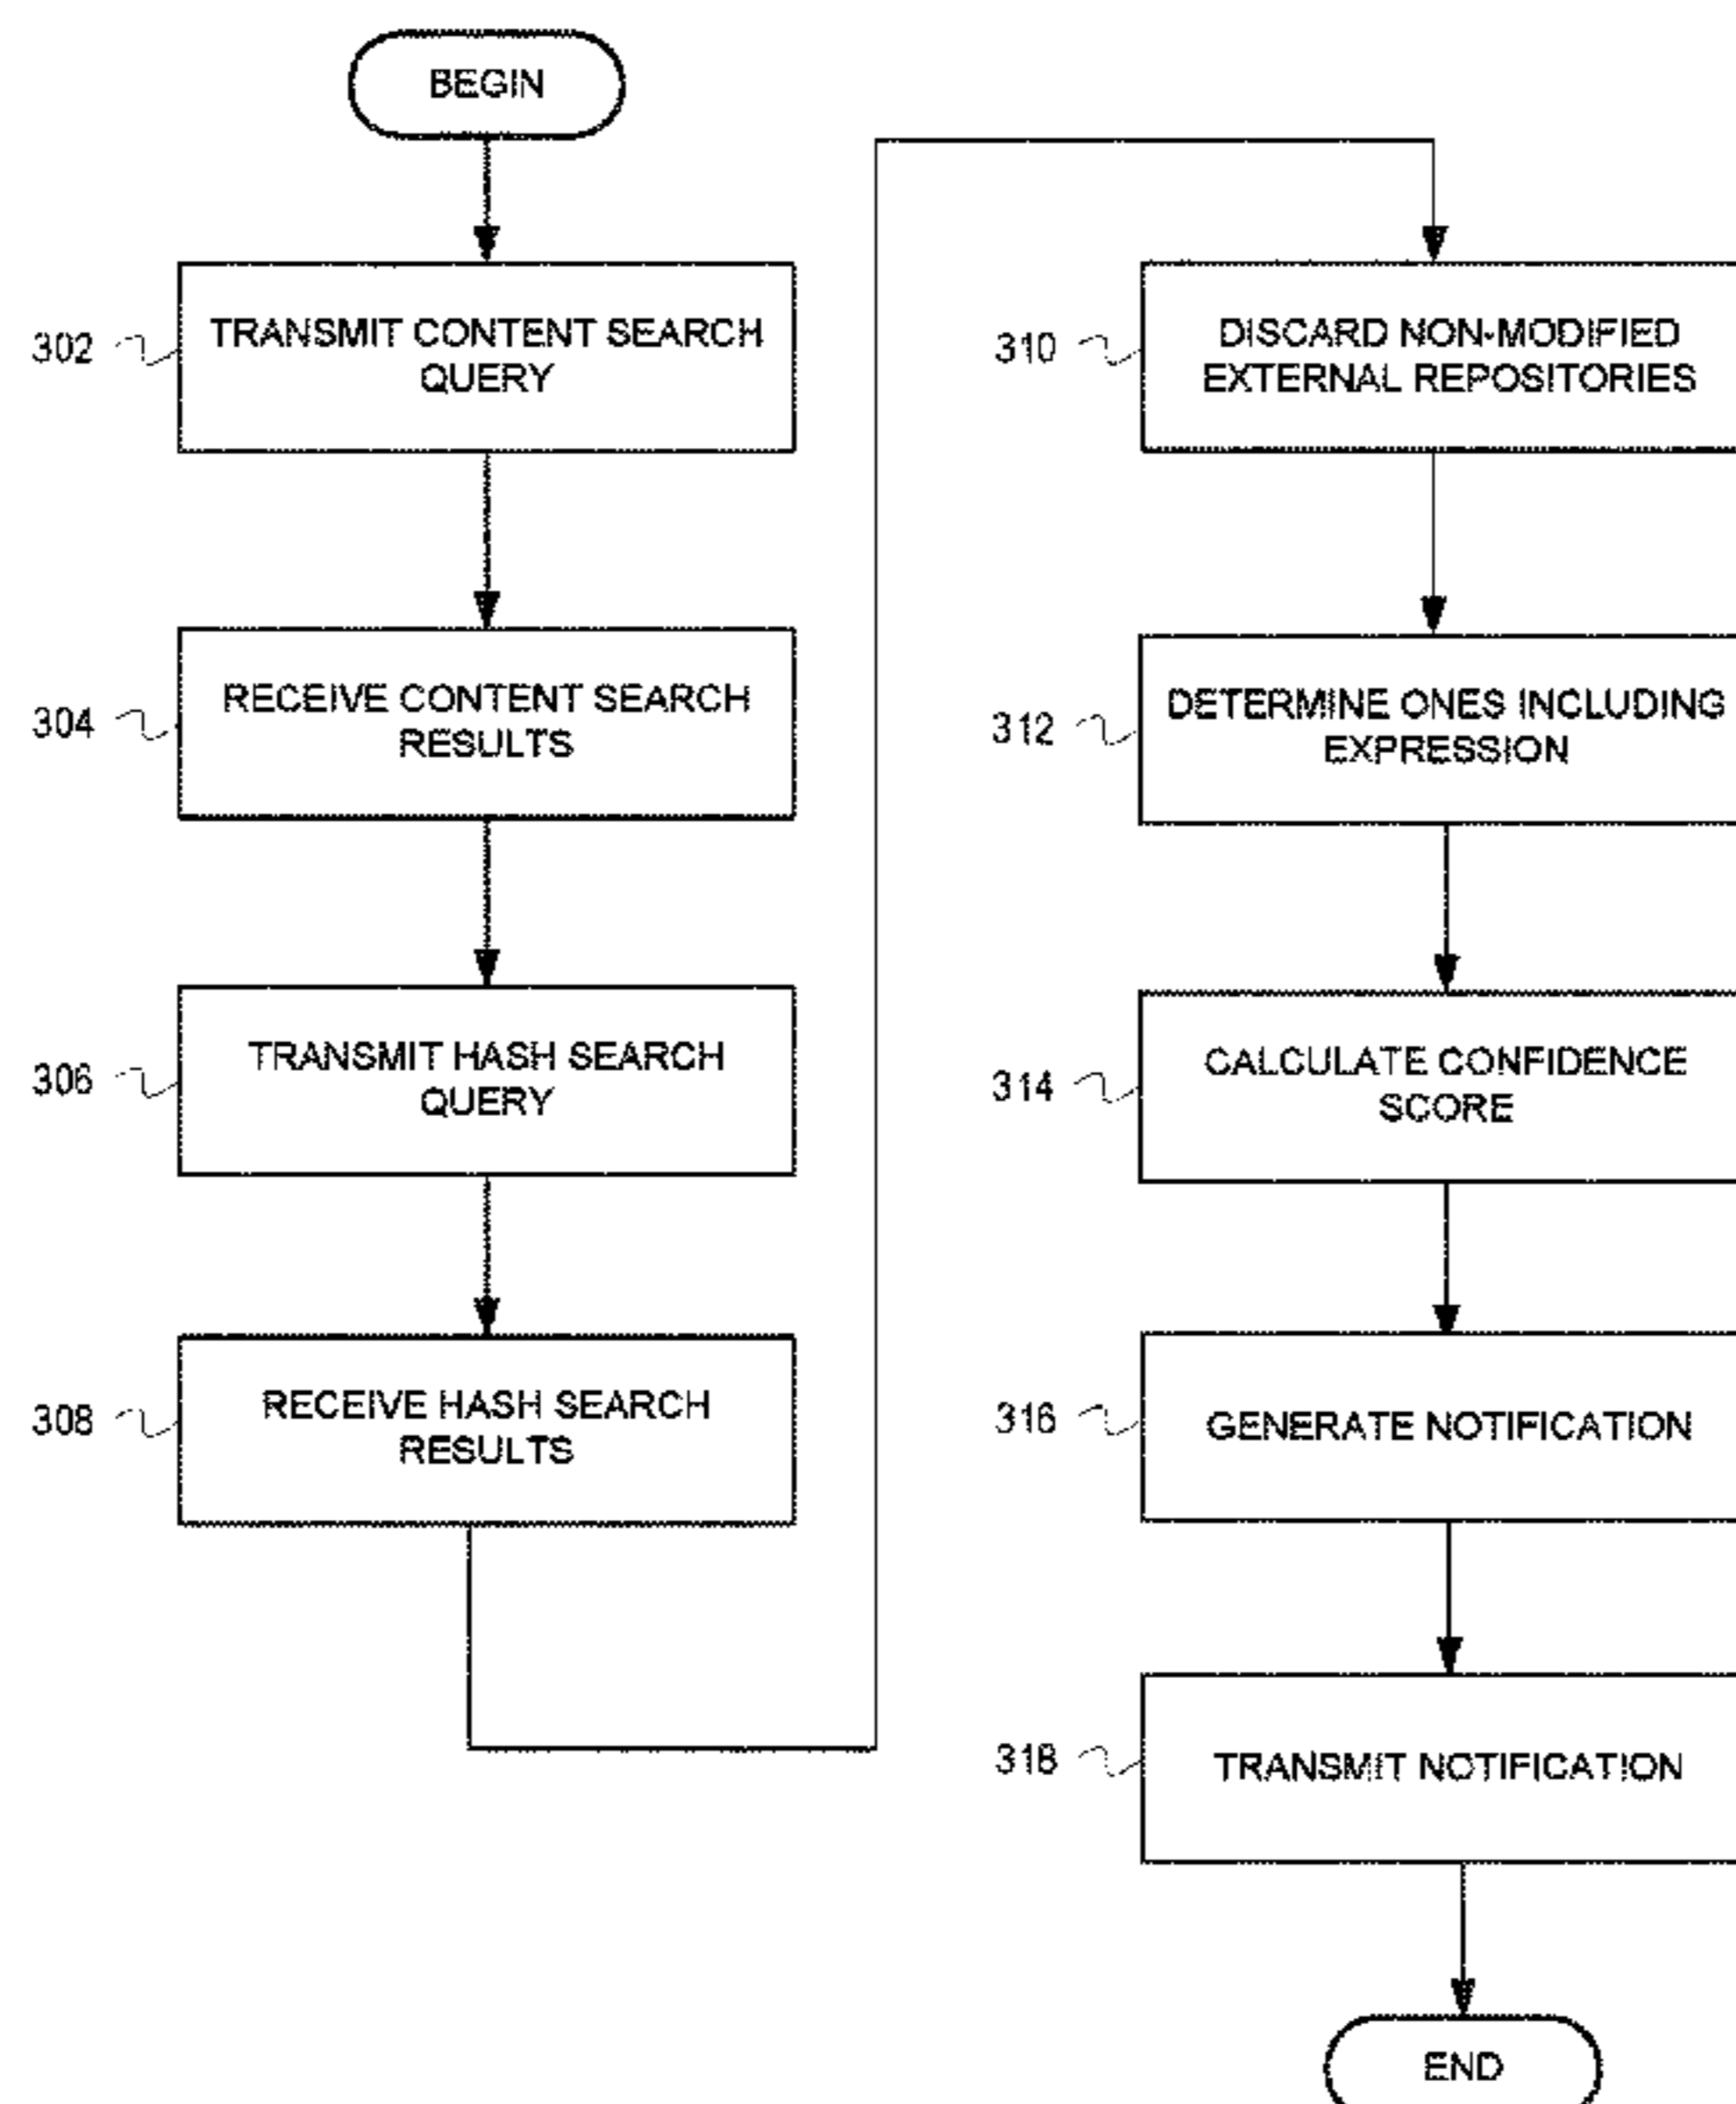 BEGIN
302
TRANSMIT CONTENT SEARCH
QUERY
304
RECEIVE CONTENT SEARCH
RESULTS
306
TRANSMIT HASH SEARCH
QUERY
308
RECEIVE HASH SEARCH
RESULTS
310
DISCARD NON-MODIFIED
EXTERNAL REPOSITORIES
312
DETERMINE ONES INCLUDING
EXPRESSION
314
CALCULATE CONFIDENCE
SCORE
316
GENERATE NOTIFICATION
318
TRANSMIT NOTIFICATION
END